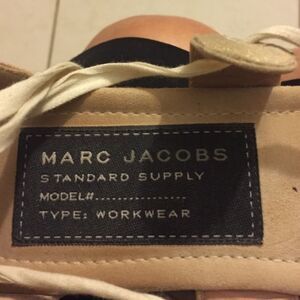 MARC JACOBS
STANDARD SUPPLY
MODEL#................
TYPE: WORKWEAR